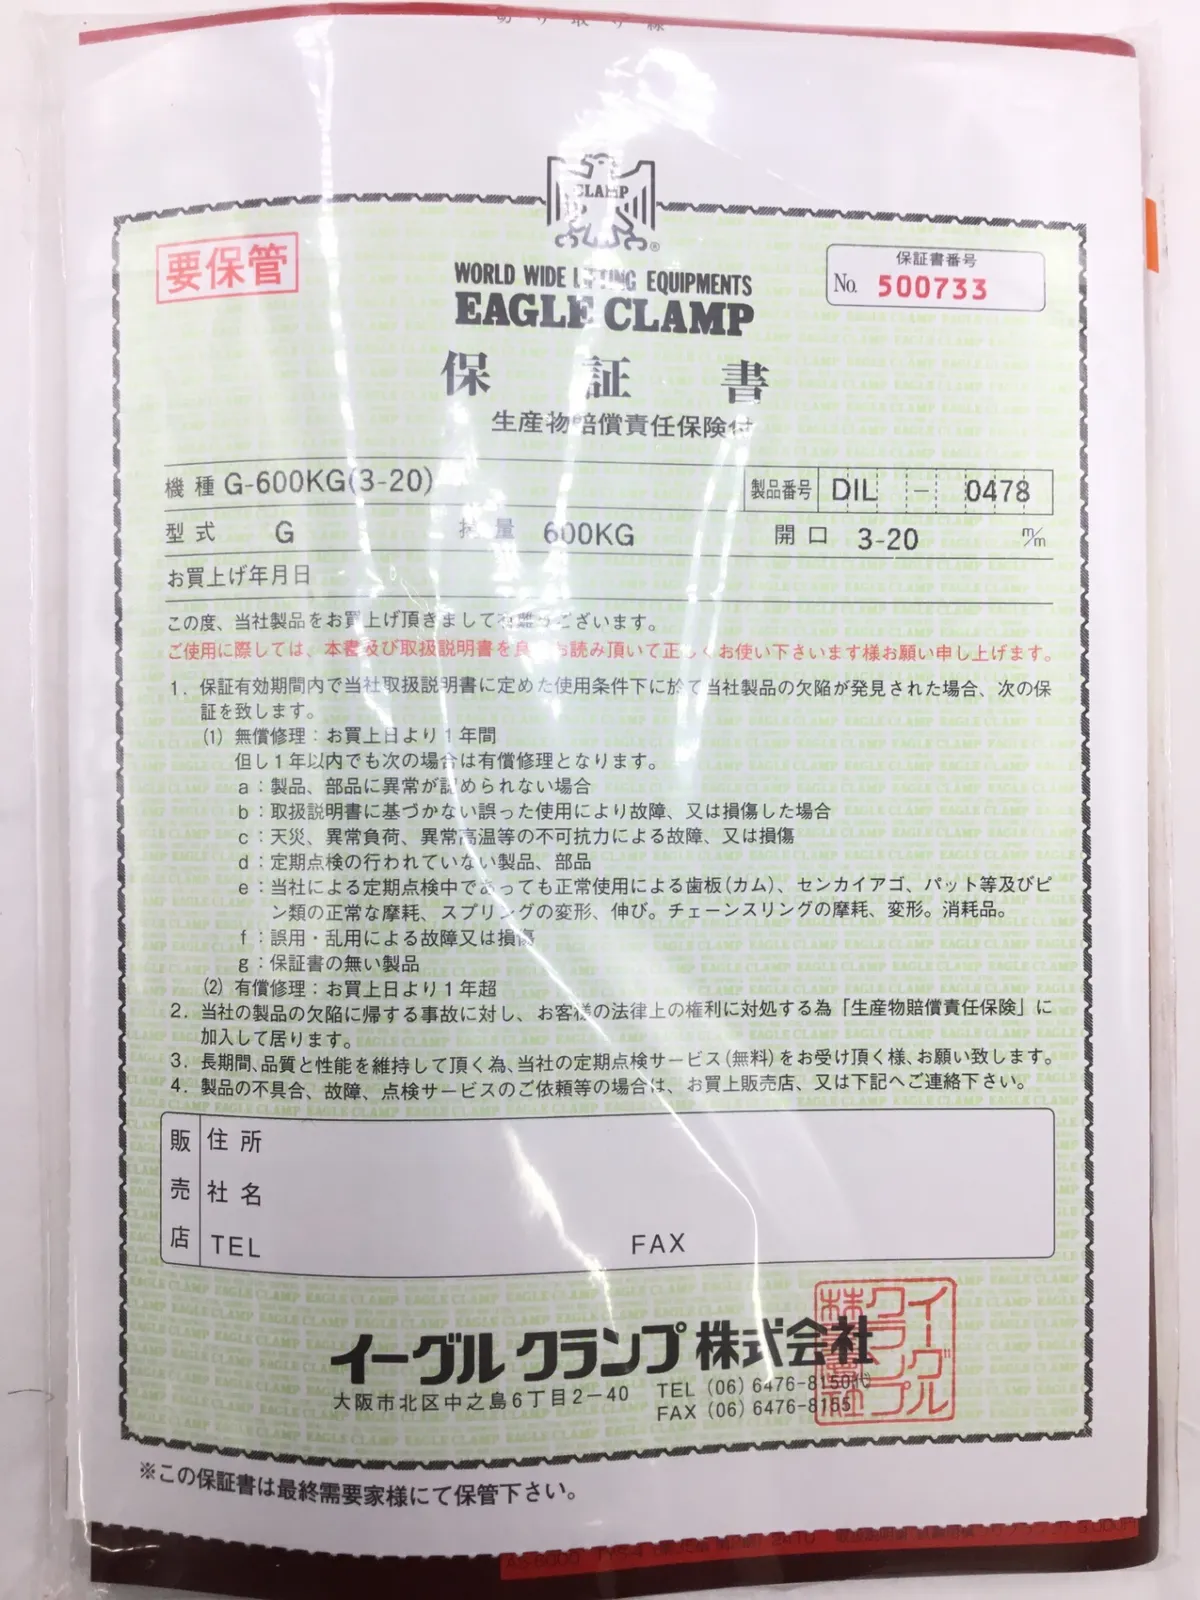 切り取り線
CLAMP
®
要保管
保証書番号
No. 500733
WORLD WIDE LIFTING EQUIPMENTS
EAGLE CLAMP
保証書
生産物賠償責任保険付
機種 G-600KG(3-20)
製品番号 DIL - 0478
型式 G 量 600KG 開口 3-20 m/m
お買上げ年月日
この度、当社製品をお買上げ頂きまして有難うございます。
ご使用に際しては、本書及び取扱説明書を良くお読み頂いて正しくお使い下さいます様お願い申し上げます。
1. 保証有効期間内で当社取扱説明書に定めた使用条件下に於て当社製品の欠陥が発見された場合、次の保
証を致します。
(1) 無償修理：お買上日より1年間
但し1年以内でも次の場合は有償修理となります。
a：製品、部品に異常が認められない場合
b：取扱説明書に基づかない誤った使用により故障、又は損傷した場合
c：天災、異常負荷、異常高温等の不可抗力による故障、又は損傷
d：定期点検の行われていない製品、部品
e：当社による定期点検中であっても正常使用による歯板(カム)、センカイアゴ、パット等及びピ
ン類の正常な摩耗、スプリングの変形、伸び。チェーンスリングの摩耗、変形。消耗品。
f：誤用・乱用による故障又は損傷
g：保証書の無い製品
(2) 有償修理：お買上日より1年超
2. 当社の製品の欠陥に帰する事故に対し、お客様の法律上の権利に対処する為「生産物賠償責任保険」に
加入して居ります。
3. 長期間、品質と性能を維持して頂く為、当社の定期点検サービス(無料)をお受け頂く様、お願い致します。
4. 製品の不具合、故障、点検サービスのご依頼等の場合は、お買上販売店、又は下記へご連絡下さい。
販売店
住所
社名
TEL FAX
イーグルクランプ株式会社
イーグルクランプ株式会社
大阪市北区中之島6丁目2-40 TEL (06) 6476-8150代
FAX (06) 6476-8155
※この保証書は最終需要家様にて保管下さい。